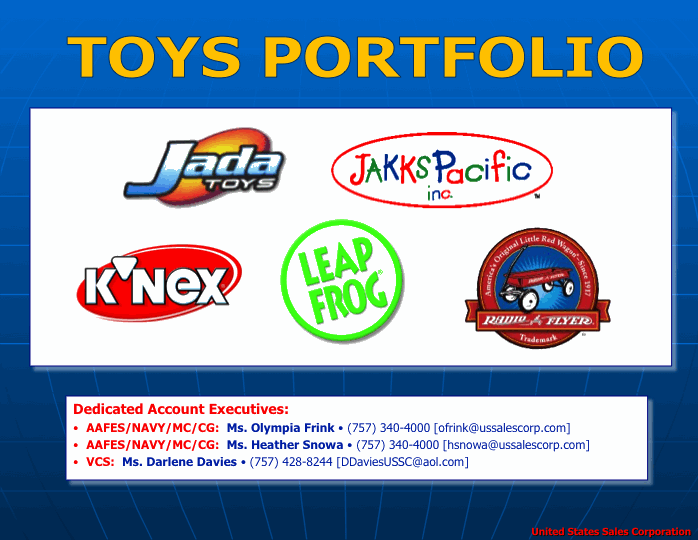 TOYS PORTFOLIO
Jada
TOYS
JAKKS Pacific
inc.
™
K'NEX
LEAP
FROG
®
America's Original Little Red Wagon®–Since 1917
RADIO FLYER
Trademark
Dedicated Account Executives:
• AAFES/NAVY/MC/CG: Ms. Olympia Frink • (757) 340-4000 [ofrink@ussalescorp.com]
• AAFES/NAVY/MC/CG: Ms. Heather Snowa • (757) 340-4000 [hsnowa@ussalescorp.com]
• VCS: Ms. Darlene Davies • (757) 428-8244 [DDaviesUSSC@aol.com]
United States Sales Corporation